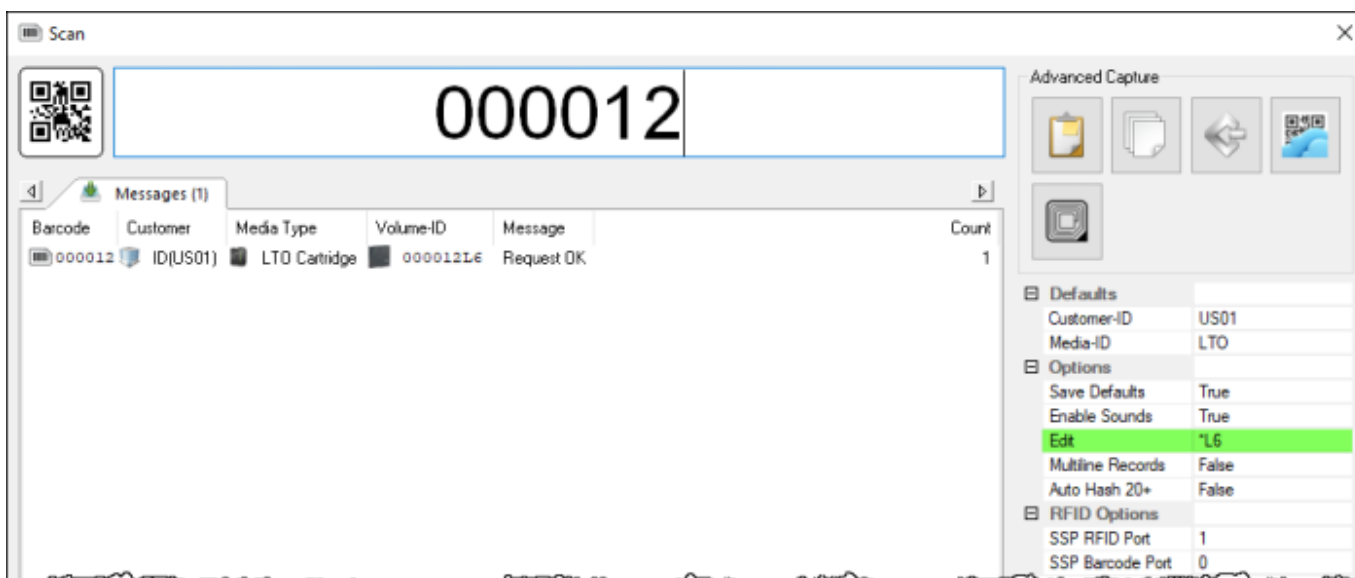 Scan
000012
Advanced Capture
Messages (1)
Barcode Customer Media Type Volume-ID Message Count
000012 ID(US01) LTO Cartridge 000012L6 Request OK 1
Defaults
Customer-ID US01
Media-ID LTO
Options
Save Defaults True
Enable Sounds True
Edit *L6
Multiline Records False
Auto Hash 20+ False
RFID Options
SSP RFID Port 1
SSP Barcode Port 0